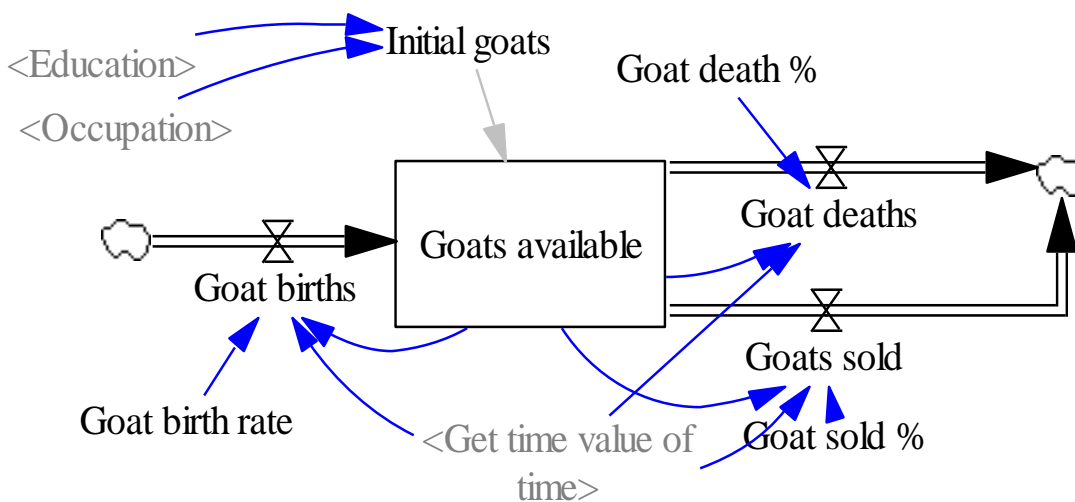 <Education>
<Occupation>
Initial goats
Goat death %
Goats available
Goat deaths
Goat births
Goats sold
Goat birth rate
<Get time value of
time>
Goat sold %